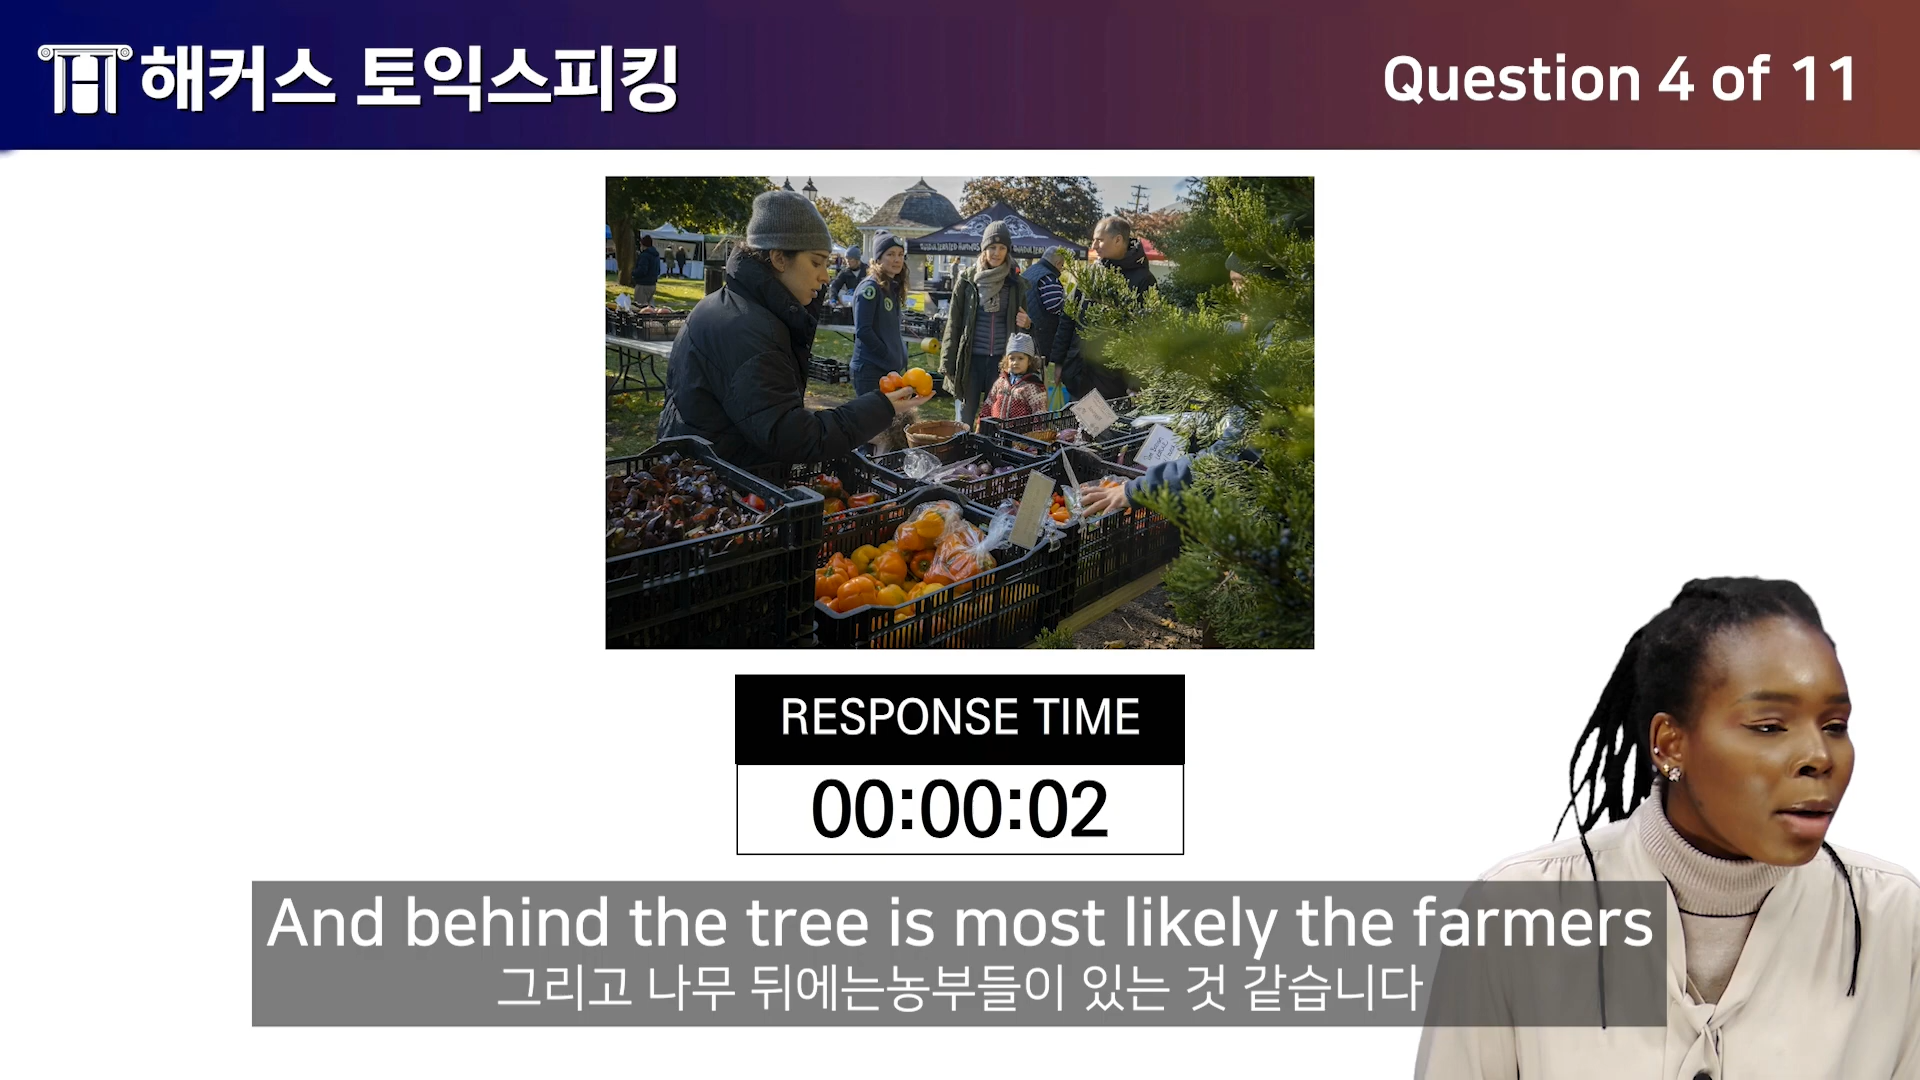 해커스 토익스피킹
Question 4 of 11
RESPONSE TIME
00:00:02
And behind the tree is most likely the farmers
그리고 나무 뒤에는농부들이 있는 것 같습니다